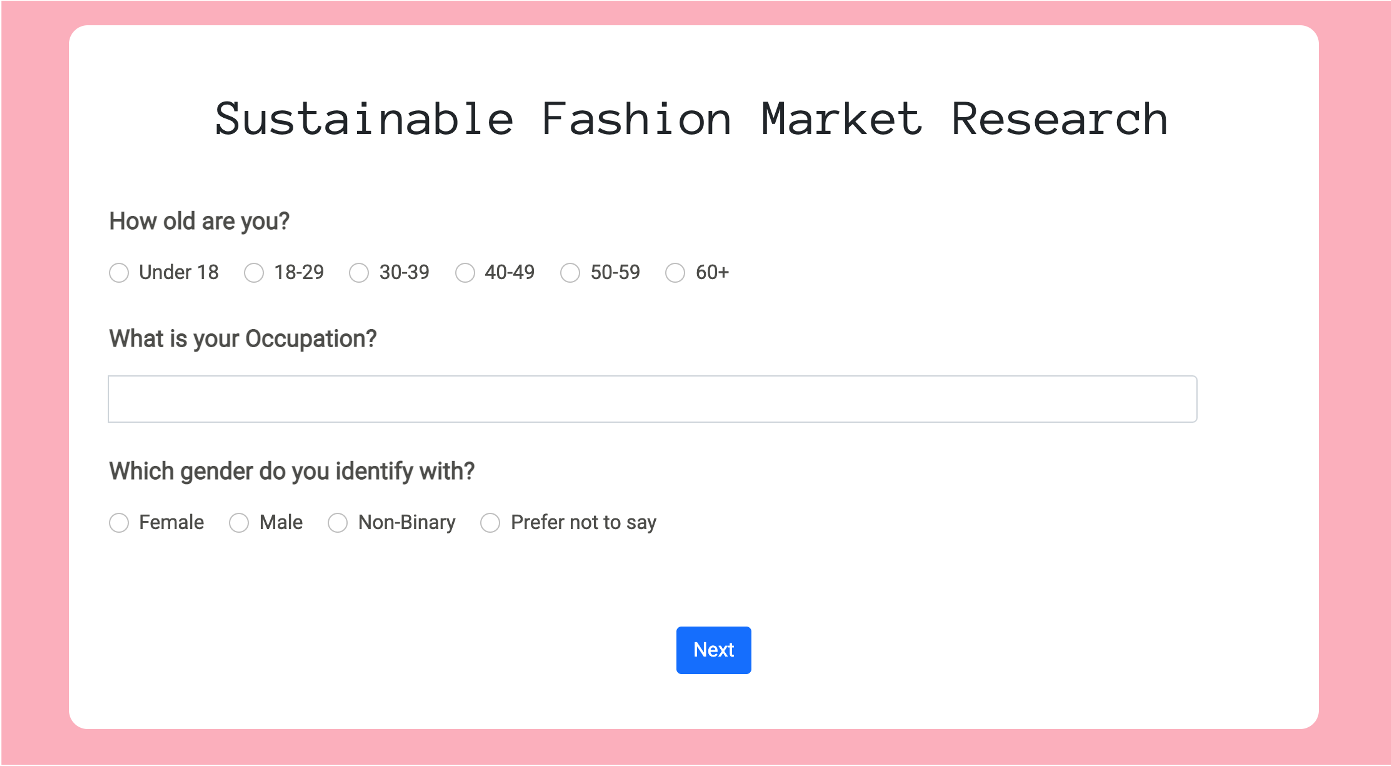 Sustainable Fashion Market Research
How old are you?
Under 18 18-29 30-39 40-49 50-59 60+
What is your Occupation?
Which gender do you identify with?
Female Male Non-Binary Prefer not to say
Next